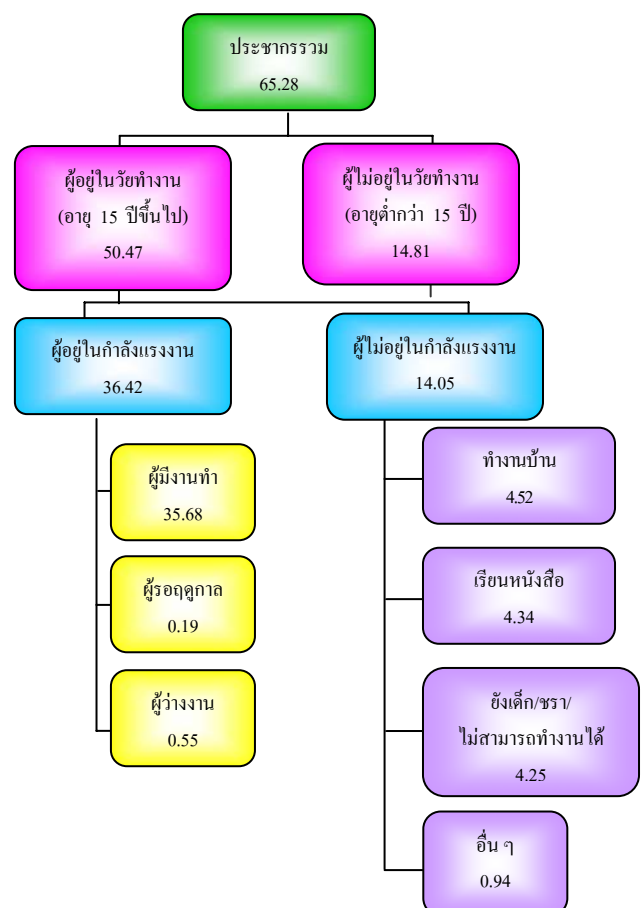 ประชากรรวม
65.28
ผู้อยู่ในวัยทำงาน
(อายุ 15 ปีขึ้นไป)
50.47
ผู้ไม่อยู่ในวัยทำงาน
(อายุต่ำกว่า 15 ปี)
14.81
ผู้อยู่ในกำลังแรงงาน
36.42
ผู้ไม่อยู่ในกำลังแรงงาน
14.05
ผู้มีงานทำ
35.68
ผู้รอฤดูกาล
0.19
ผู้ว่างงาน
0.55
ทำงานบ้าน
4.52
เรียนหนังสือ
4.34
ยังเด็ก/ชรา/
ไม่สามารถทำงานได้
4.25
อื่น ๆ
0.94